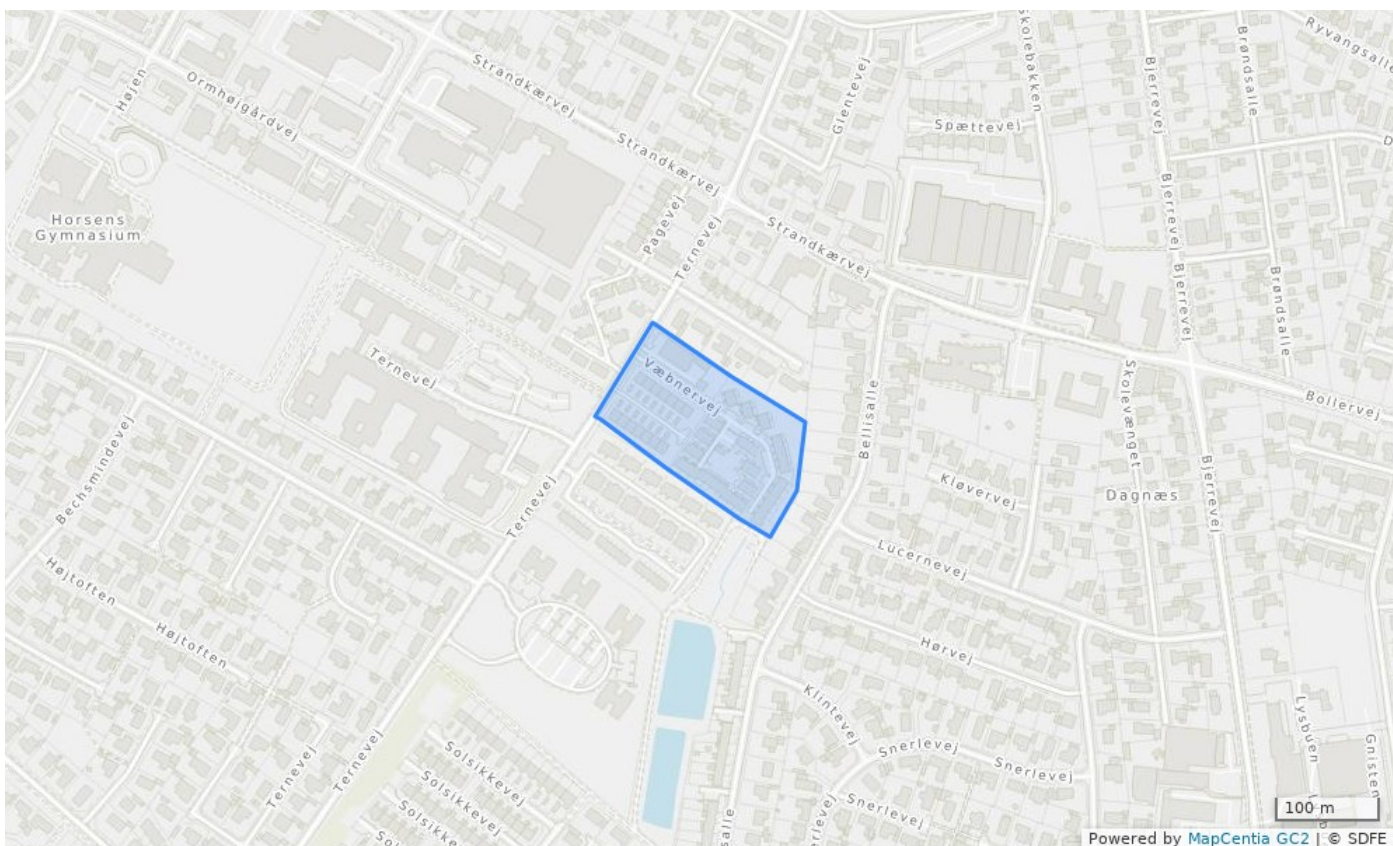 Ryvangsalle
Skolebakken
Brøndsalle
Bjerrevej
Højen
Strandkærvej
Ormhøjgårdvej
Glentevej
Spættevej
Strandkærvej
Bjerrevej
Pagevej
Horsens
Gymnasium
Ternevej
Strandkærvej
Bjerrevej
Brøndsalle
Ternevej
Væbnervej
Bellisalle
Skolevænget
Bollervej
Bechsmindevej
Kløvervej
Dagnæs
Bjerrevej
Ternevej
Lucernevej
Højtoften
Højtoften
Hørvej
Klintevej
Snerlevej
Snerlevej
Lysbuen
Gnisten
Ternevej
Ternevej
Solsikkevej
Solsikkevej
Snerlevej
100 m
Powered by MapCentia GC2 | © SDFE